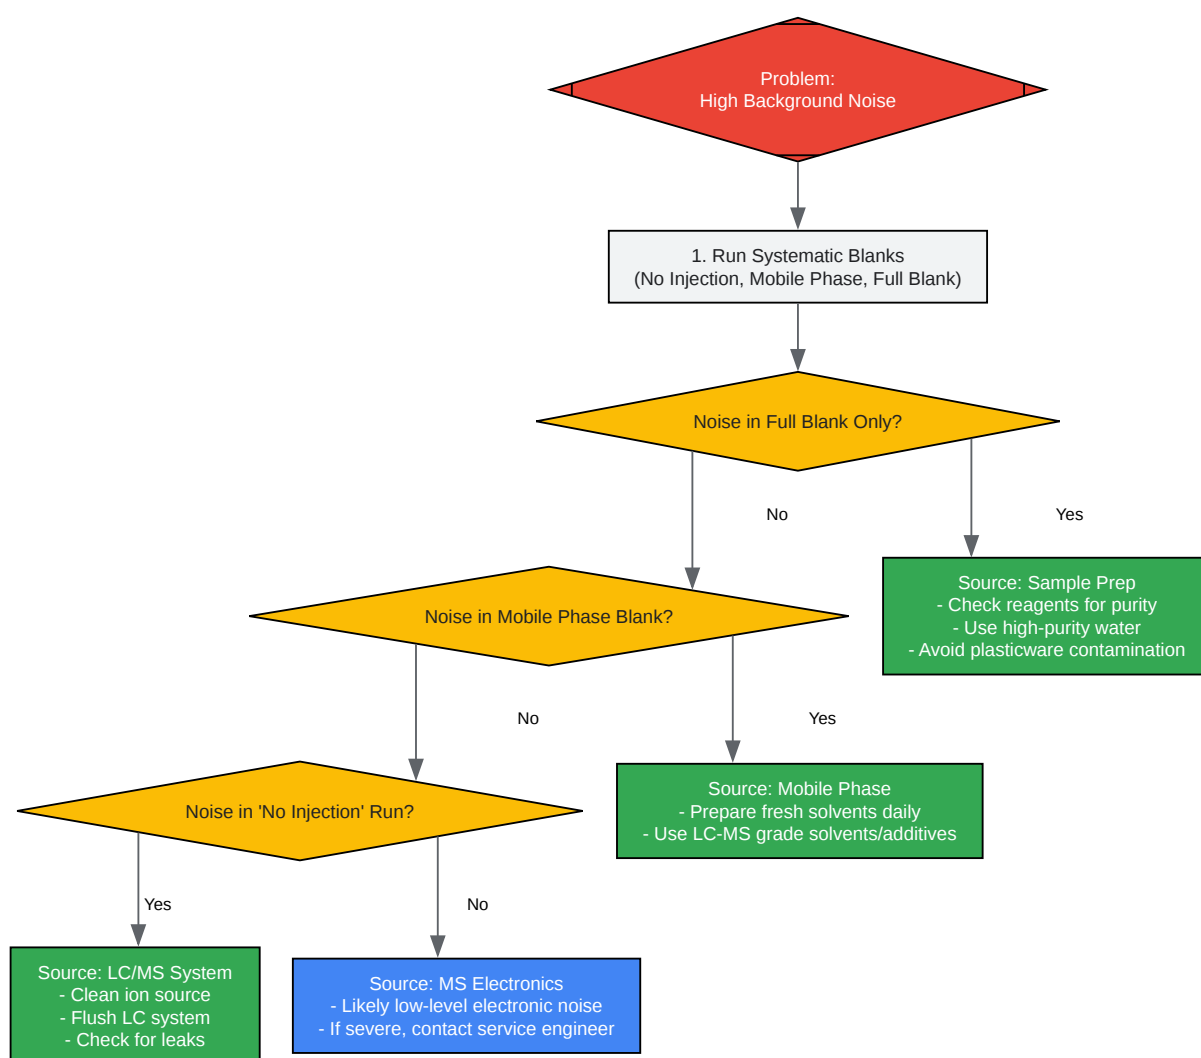 Problem:
High Background Noise
1. Run Systematic Blanks
(No Injection, Mobile Phase, Full Blank)
Noise in Full Blank Only?
No
Yes
Source: Sample Prep
- Check reagents for purity
- Use high-purity water
- Avoid plasticware contamination
Noise in Mobile Phase Blank?
No
Yes
Source: Mobile Phase
- Prepare fresh solvents daily
- Use LC-MS grade solvents/additives
Noise in 'No Injection' Run?
Yes
No
Source: LC/MS System
- Clean ion source
- Flush LC system
- Check for leaks
Source: MS Electronics
- Likely low-level electronic noise
- If severe, contact service engineer